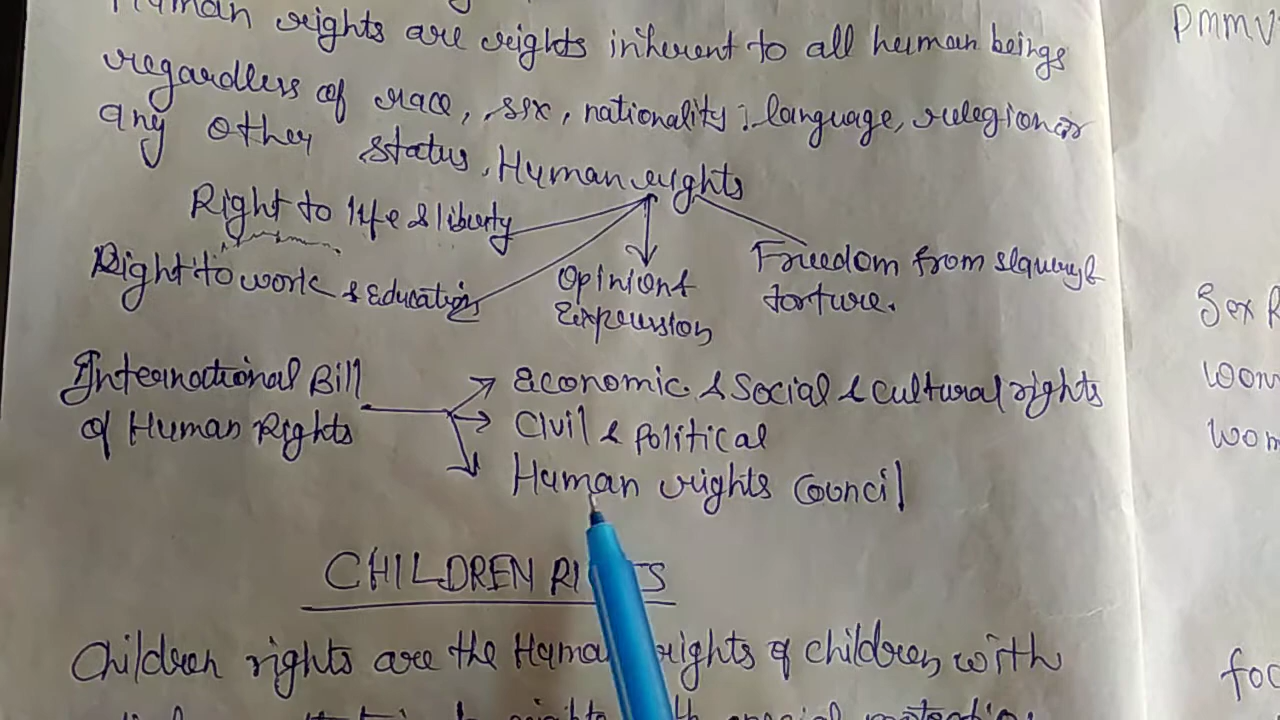 Human rights are rights inherent to all human beings
regardless of race, sex, nationality, language, relegion or
any other status. Human rights
Right to life & liberty
Right to work & Education
Opinion &
Expression
Freedom from slavery &
torture.
International Bill
of Human Rights
Economic & Social & Cultural rights
Civil & Political
Human rights Council
CHILDREN
Children rights are the Human rights of children with
PMMV
Sex R
wom
wom
foc